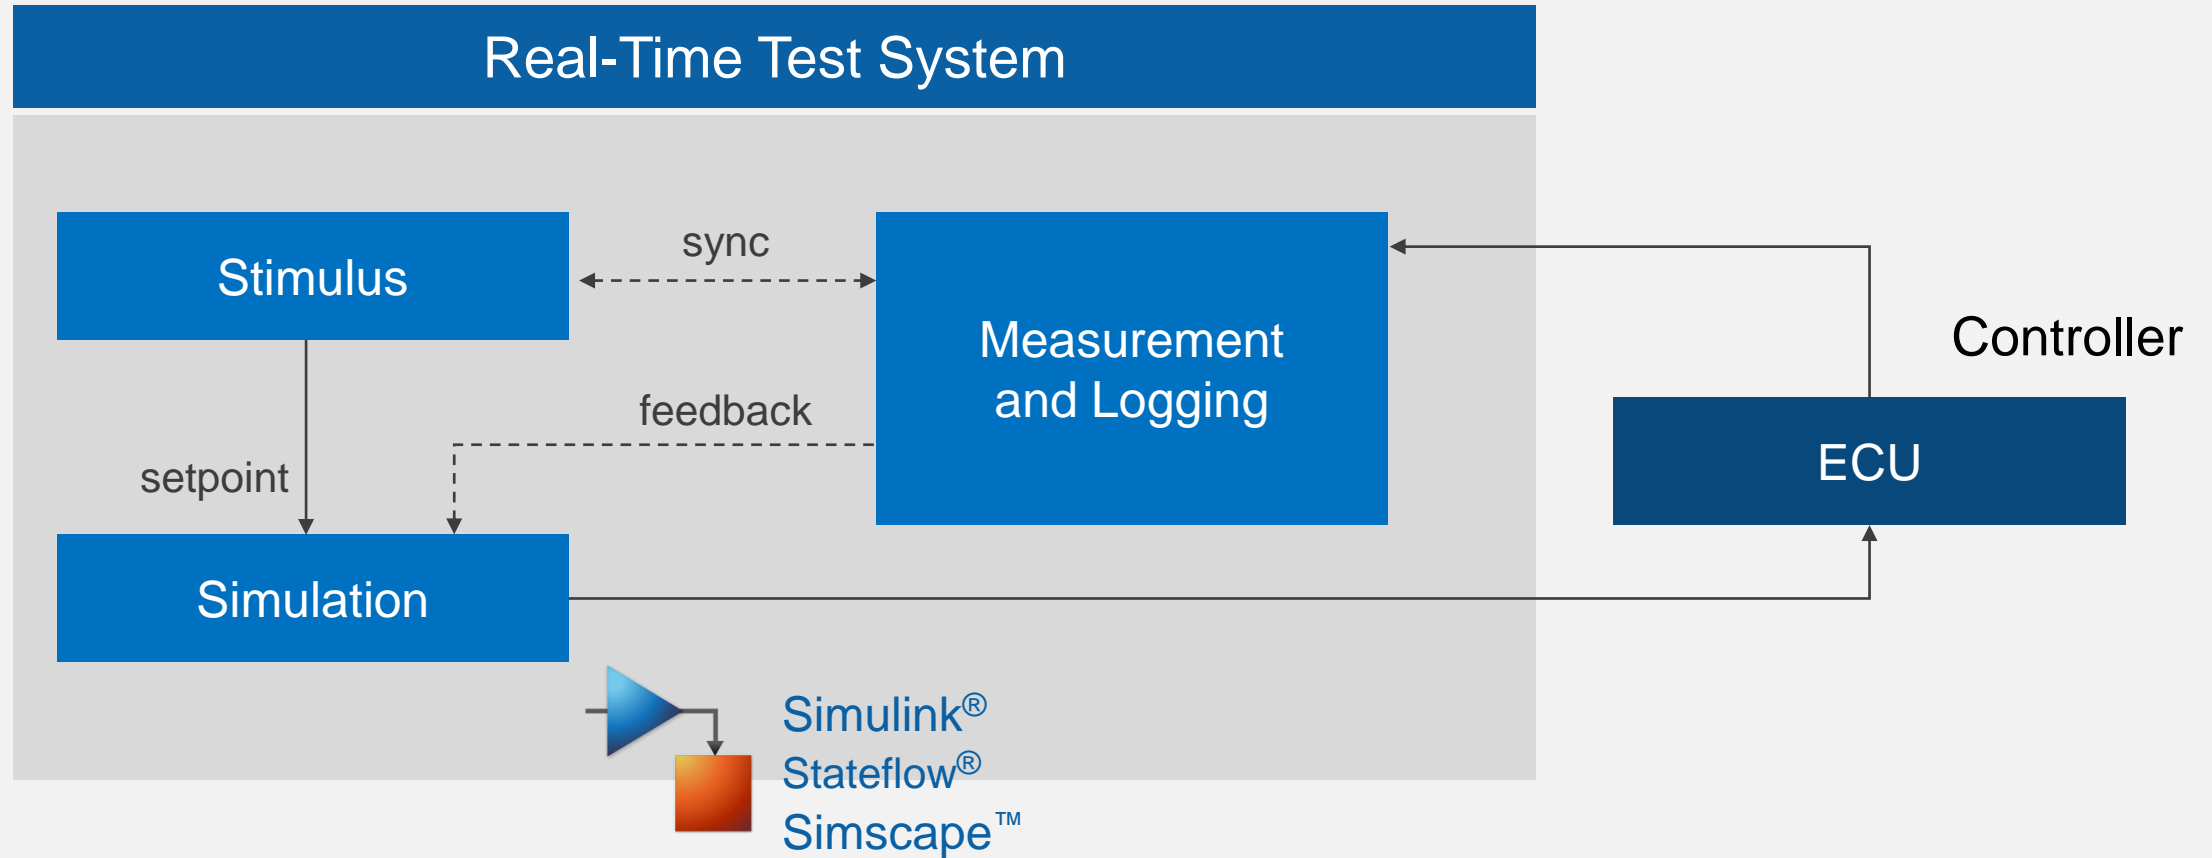 Real-Time Test System
Stimulus
sync
Measurement
and Logging
Controller
feedback
setpoint
ECU
Simulation
Simulink®
Stateflow®
Simscape™